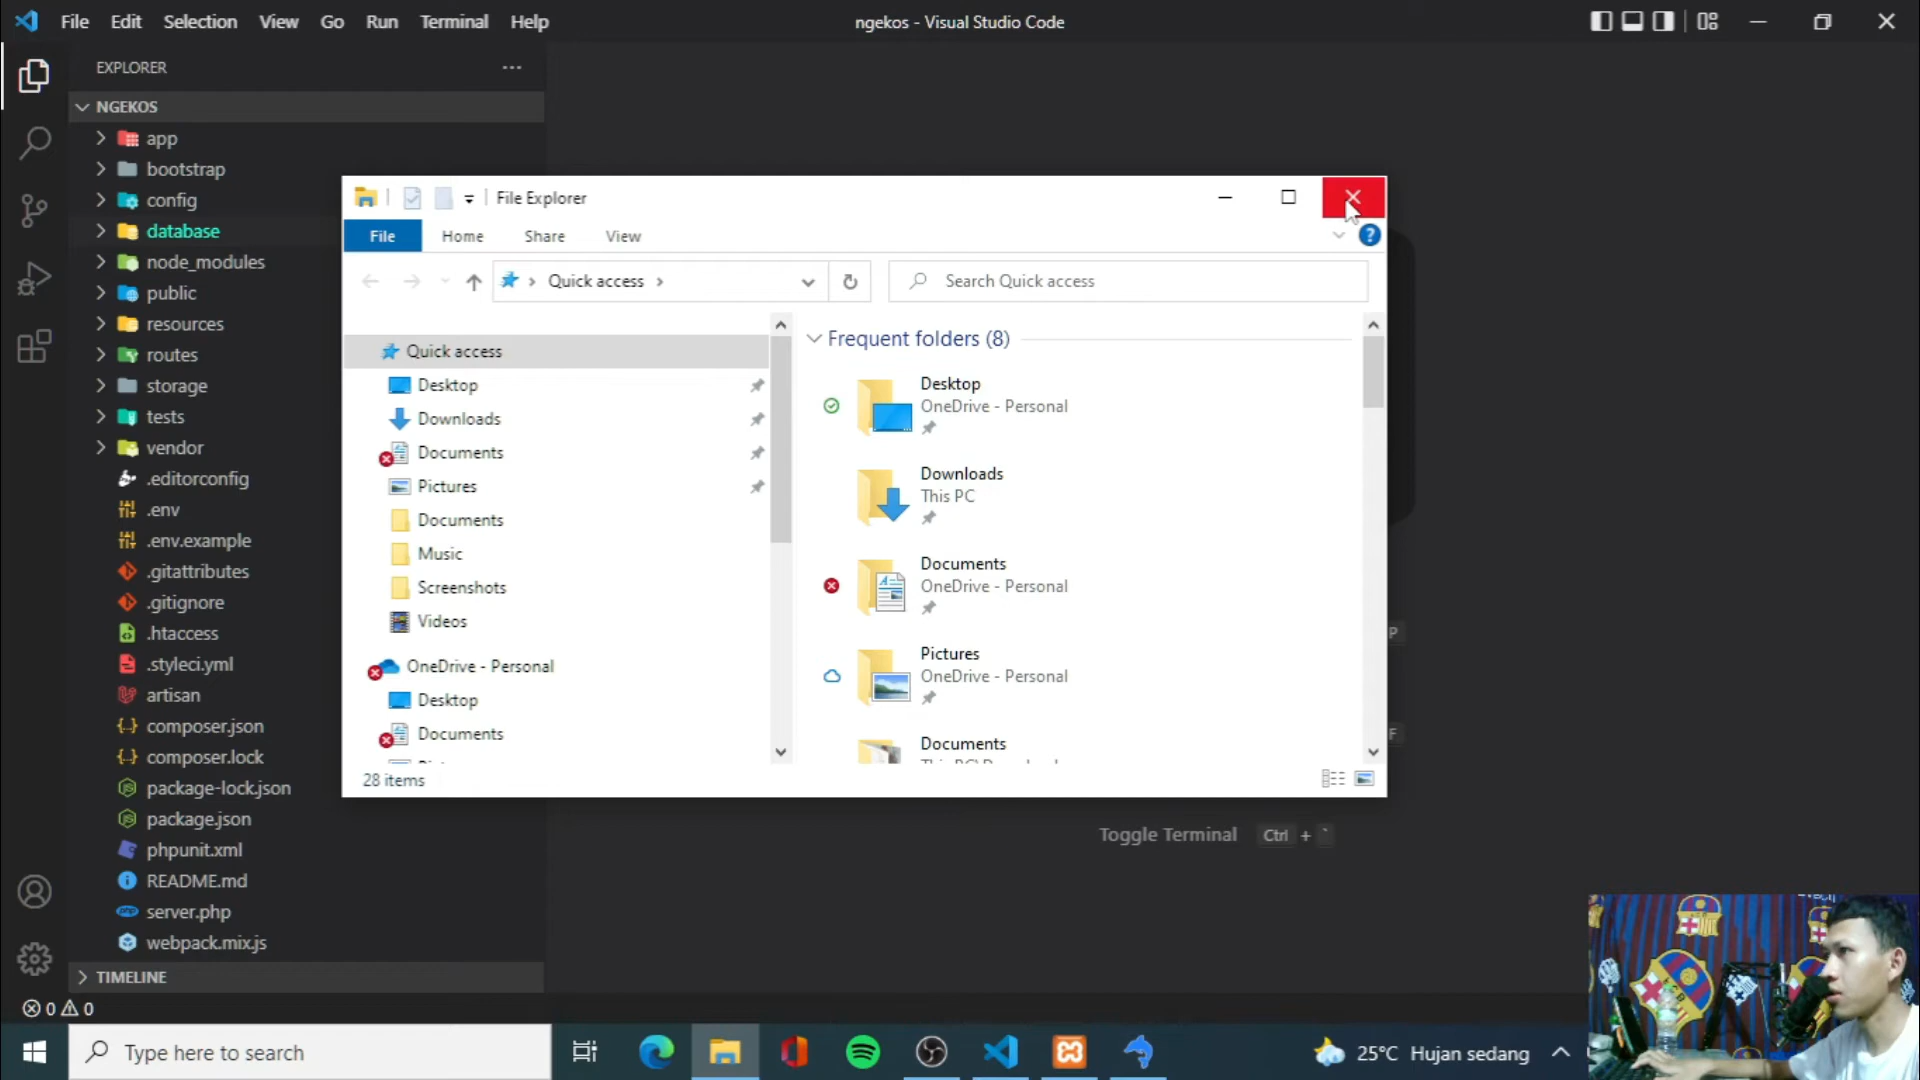 File Edit Selection View Go Run Terminal Help
ngekos - Visual Studio Code
EXPLORER
NGEKOS
app
bootstrap
config
database
node_modules
public
resources
routes
storage
tests
vendor
.editorconfig
.env
.env.example
.gitattributes
.gitignore
.htaccess
.styleci.yml
artisan
composer.json
composer.lock
package-lock.json
package.json
phpunit.xml
README.md
server.php
webpack.mix.js
TIMELINE
0 0
File Explorer
File Home Share View
Quick access
Search Quick access
Quick access
Desktop
Downloads
Documents
Pictures
Documents
Music
Screenshots
Videos
OneDrive - Personal
Desktop
Documents
Frequent folders (8)
Desktop
OneDrive - Personal
Downloads
This PC
Documents
OneDrive - Personal
Pictures
OneDrive - Personal
Documents
28 items
P
F
Toggle Terminal Ctrl + `
Type here to search
25°C Hujan sedang